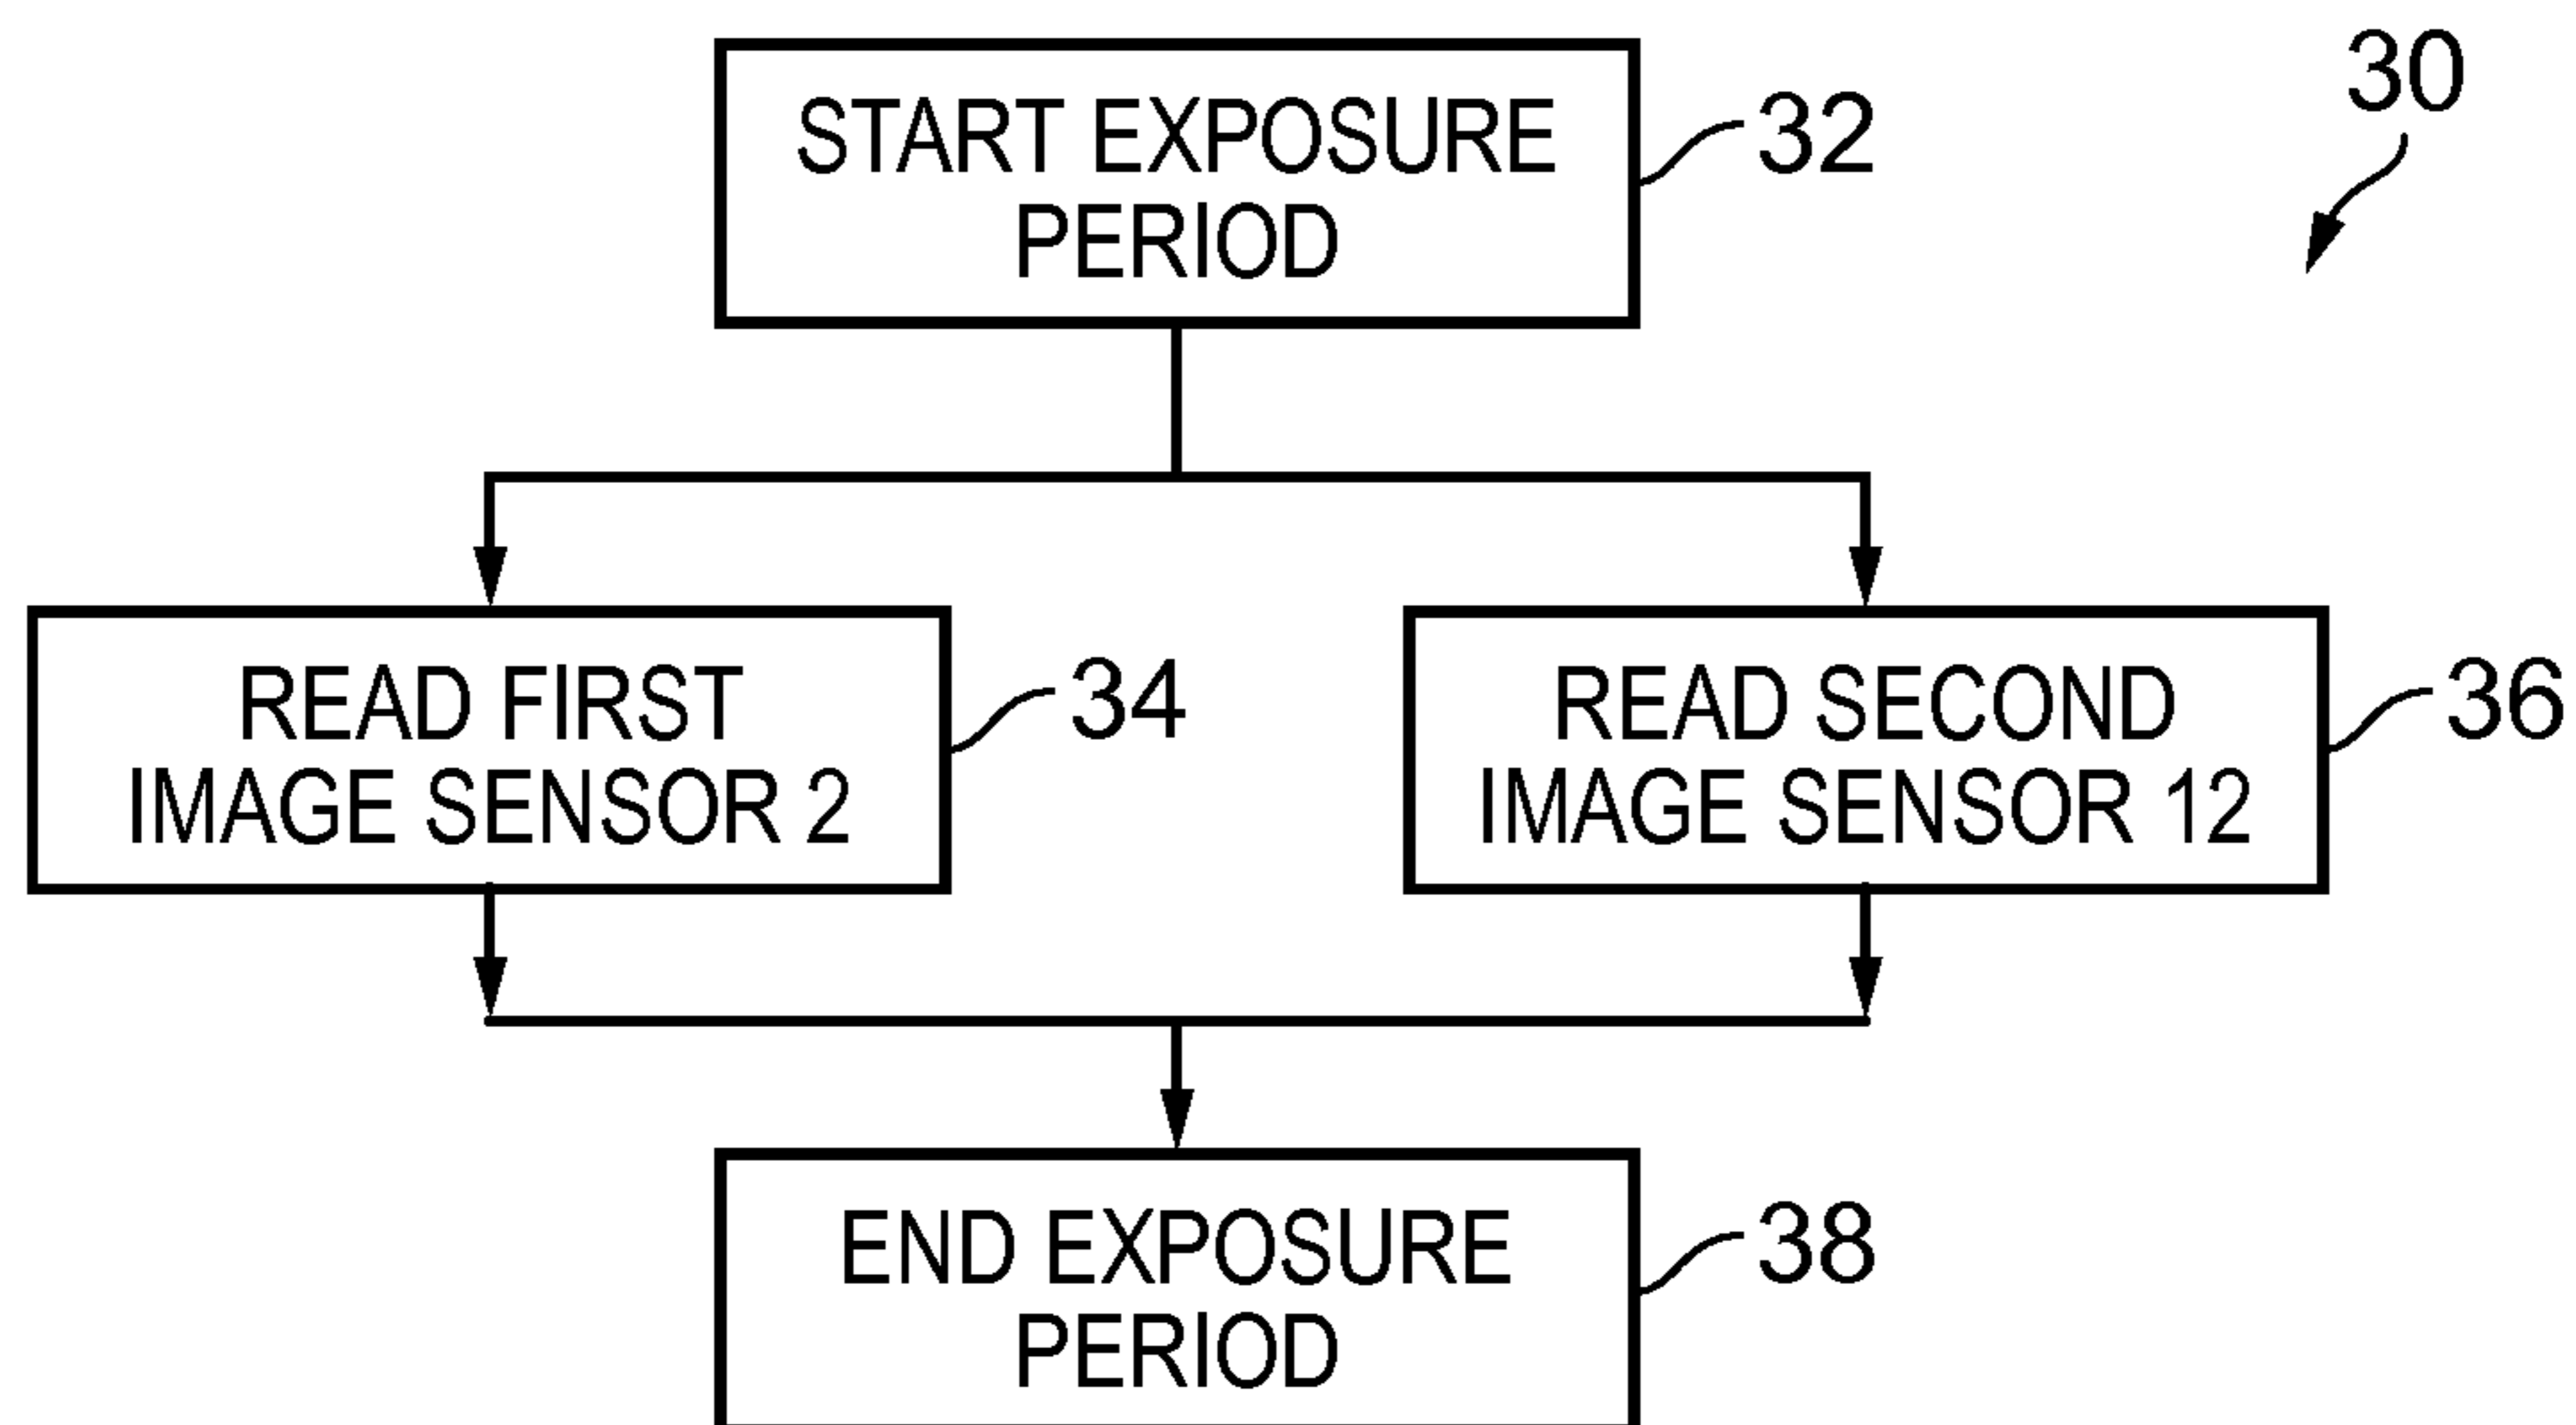 30
START EXPOSURE
PERIOD
32
READ FIRST
IMAGE SENSOR 2
34
READ SECOND
IMAGE SENSOR 12
36
END EXPOSURE
PERIOD
38